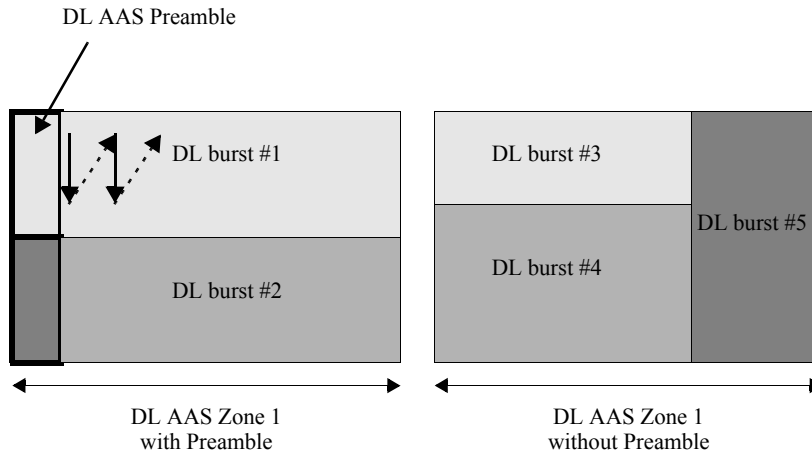 DL AAS Preamble
DL burst #1
DL burst #2
DL burst #3
DL burst #4
DL burst #5
DL AAS Zone 1
with Preamble
DL AAS Zone 1
without Preamble